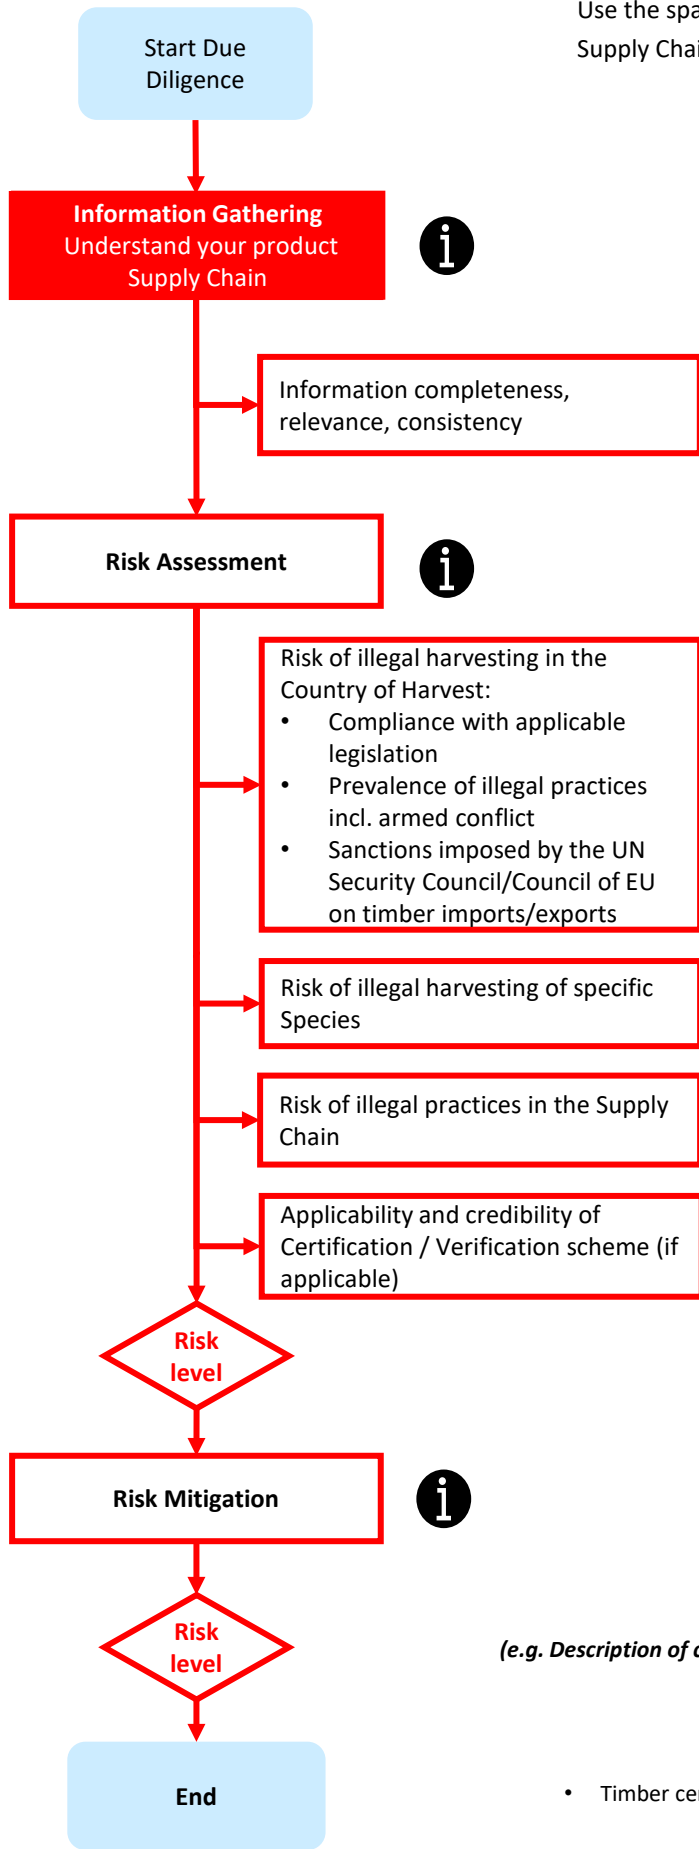 Use the spa
Supply Chai
Start Due
Diligence
Information Gathering
Understand your product
Supply Chain
Information completeness,
relevance, consistency
Risk Assessment
Risk of illegal harvesting in the
Country of Harvest:
• Compliance with applicable
legislation
• Prevalence of illegal practices
incl. armed conflict
• Sanctions imposed by the UN
Security Council/Council of EU
on timber imports/exports
Risk of illegal harvesting of specific
Species
Risk of illegal practices in the Supply
Chain
Applicability and credibility of
Certification / Verification scheme (if
applicable)
Risk
level
Risk Mitigation
Risk
level
(e.g. Description of
End
• Timber ce